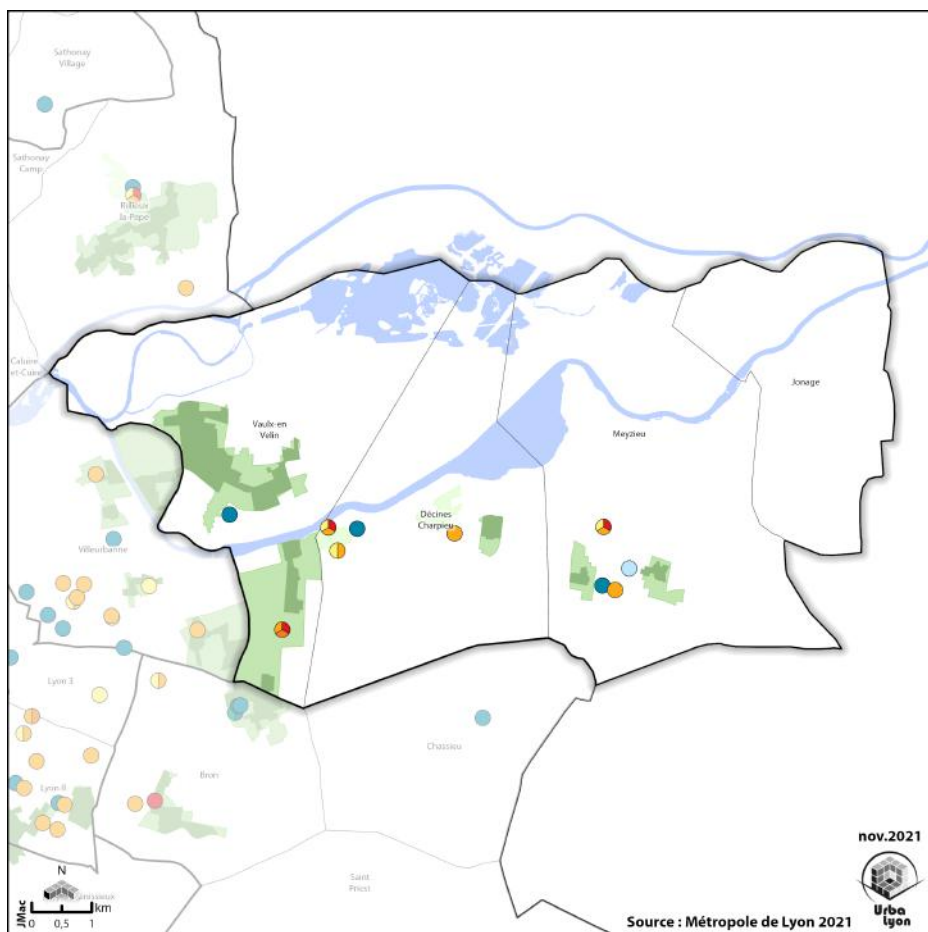 Sathonay
Village
Sathonay
Camp
Rillieux
la-Pape
Caluire
et-Cuire
Vaulx-en
Velin
Jonage
Meyzieu
Décines
Charpieu
Villeurbanne
Lyon 3
Lyon 8
Bron
Chassieu
Saint
Priest
nov.2021
N
JMac
km
0 0,5 1
Source : Métropole de Lyon 2021
Urba
Lyon